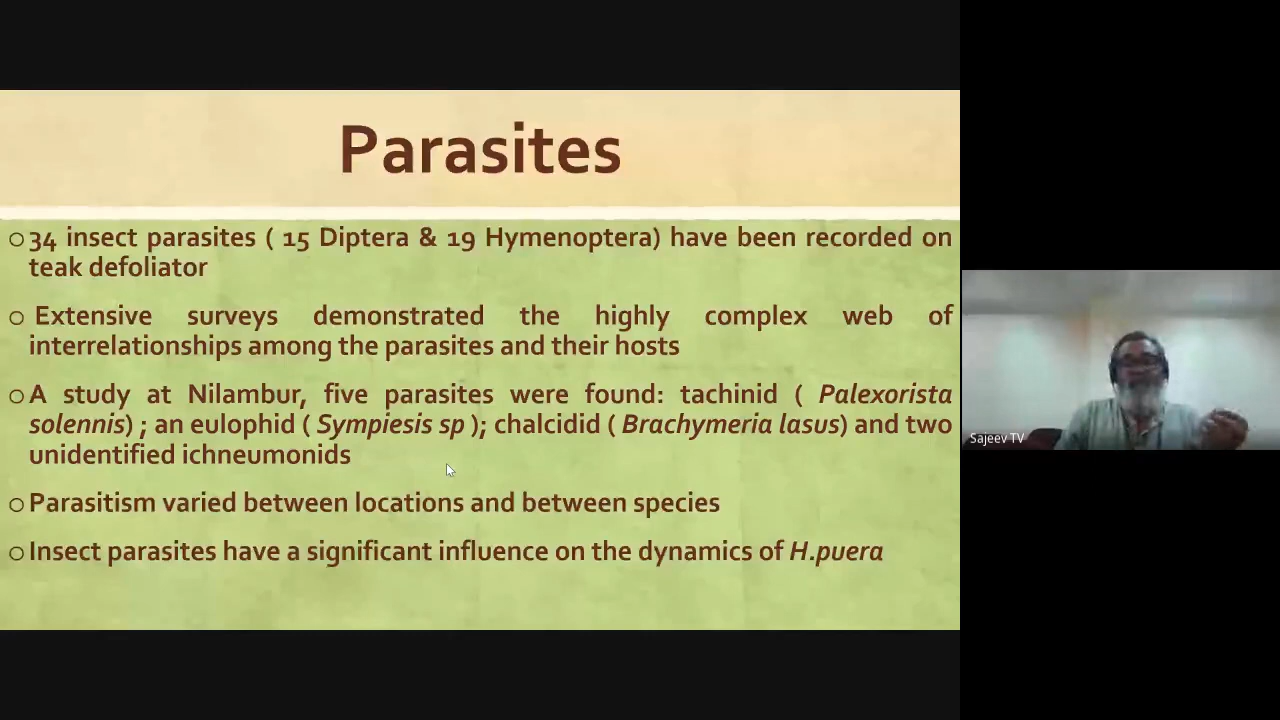 Parasites
34 insect parasites ( 15 Diptera & 19 Hymenoptera) have been recorded on
teak defoliator
Extensive surveys demonstrated the highly complex web of
interrelationships among the parasites and their hosts
A study at Nilambur, five parasites were found: tachinid ( Palexorista
solennis) ; an eulophid ( Sympiesis sp ); chalcidid ( Brachymeria lasus) and two
unidentified ichneumonids
Parasitism varied between locations and between species
Insect parasites have a significant influence on the dynamics of H.puera
Sajeev TV